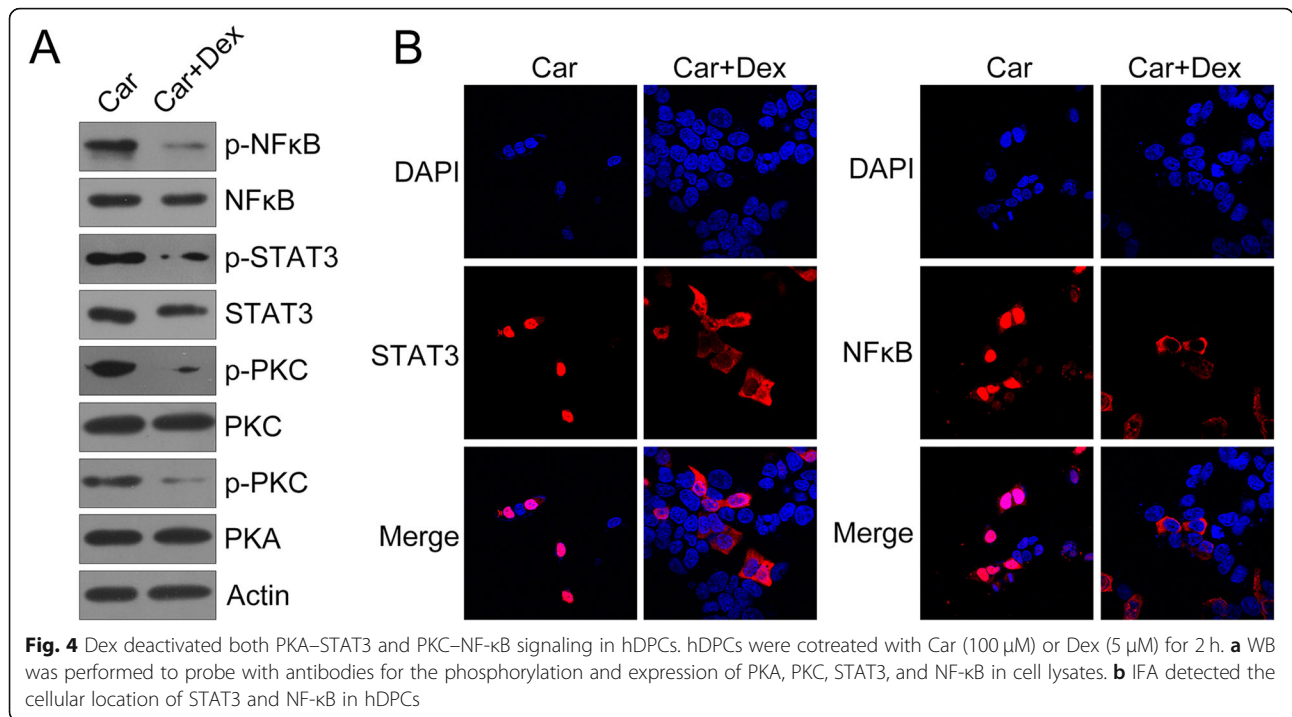 A
Car
Car+Dex
p-NFκB
NFκB
p-STAT3
STAT3
p-PKC
PKC
p-PKC
PKA
Actin
B
Car
Car+Dex
DAPI
STAT3
Merge
Car
Car+Dex
DAPI
NFκB
Merge
Fig. 4 Dex deactivated both PKA–STAT3 and PKC–NF-κB signaling in hDPCs. hDPCs were cotreated with Car (100 μM) or Dex (5 μM) for 2 h. a WB
was performed to probe with antibodies for the phosphorylation and expression of PKA, PKC, STAT3, and NF-κB in cell lysates. b IFA detected the
cellular location of STAT3 and NF-κB in hDPCs